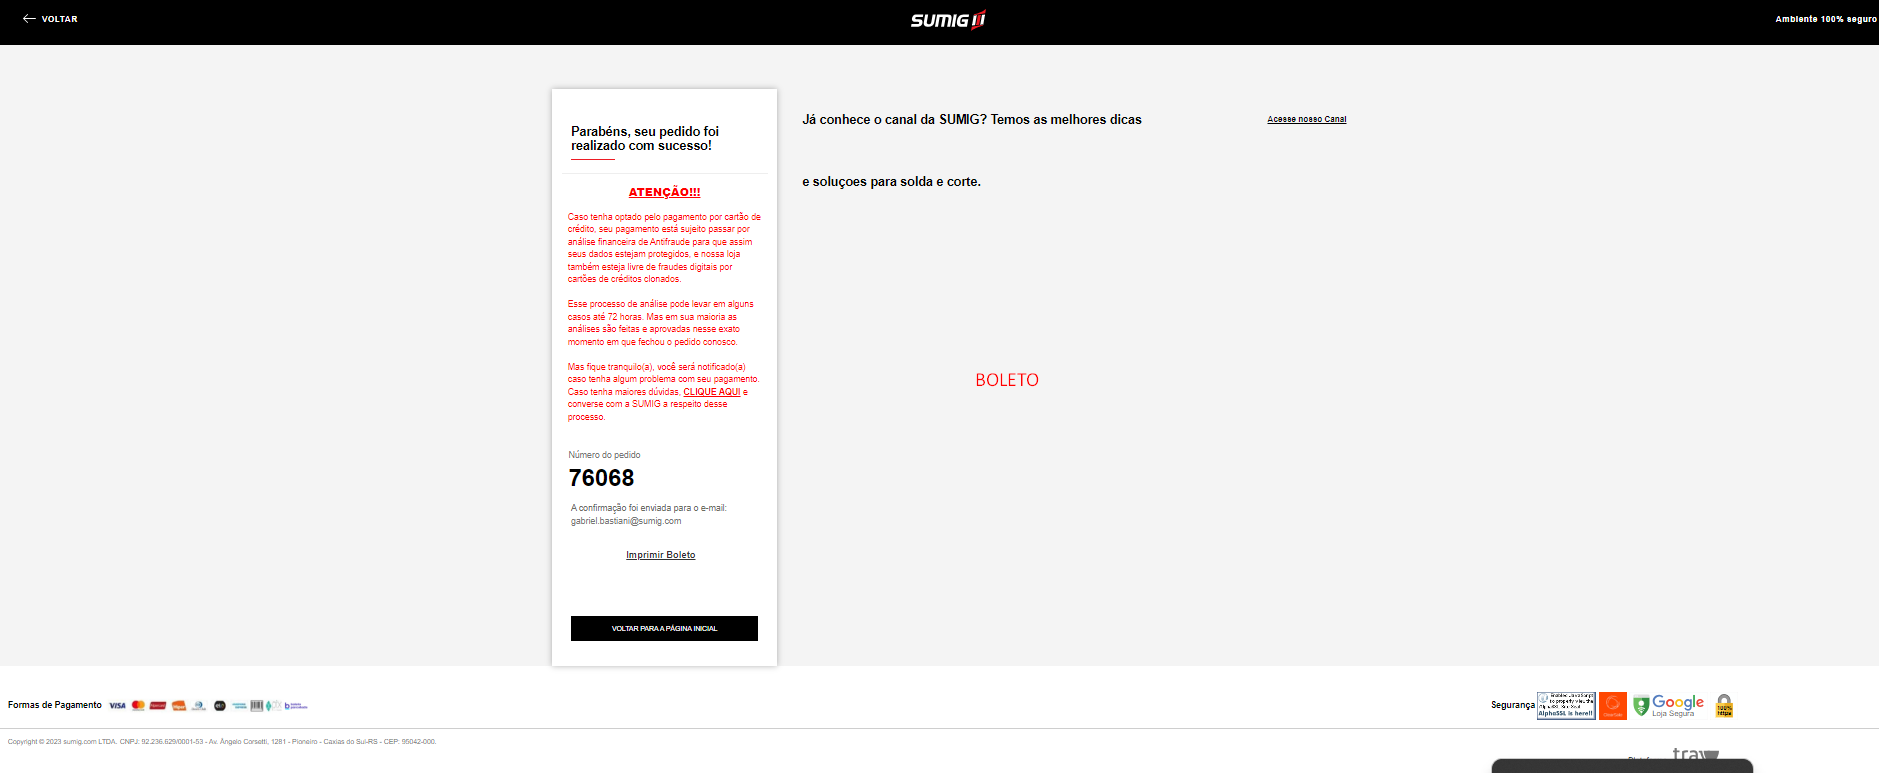 VOLTAR
SUMIG
Ambiente 100% seguro
Parabéns, seu pedido foi
realizado com sucesso!
ATENÇÃO!!!
Caso tenha optado pelo pagamento por cartão de
crédito, seu pagamento está sujeito passar por
análise financeira de Antifraude para que assim
seus dados estejam protegidos, e nossa loja
também esteja livre de fraudes digitais por
cartões de créditos clonados.
Esse processo de análise pode levar em alguns
casos até 72 horas. Mas em sua maioria as
análises são feitas e aprovadas nesse exato
momento em que fechou o pedido conosco.
Mas fique tranquilo(a), você será notificado(a)
caso tenha algum problema com seu pagamento.
Caso tenha maiores dúvidas, CLIQUE AQUI e
converse com a SUMIG a respeito desse
processo.
Número do pedido
76068
A confirmação foi enviada para o e-mail:
gabriel.bastiani@sumig.com
Imprimir Boleto
VOLTAR PARA A PÁGINA INICIAL
Já conhece o canal da SUMIG? Temos as melhores dicas
Acesse nosso Canal
e soluçoes para solda e corte.
BOLETO
Formas de Pagamento VISA
Segurança
AlphaSSL is here!!
Google
Loja Segura
100%
https
Copyright © 2023 sumig.com LTDA. CNPJ: 92.236.629/0001-53 - Av. Ângelo Corsetti, 1281 - Pioneiro - Caxias do Sul-RS - CEP: 95042-000.